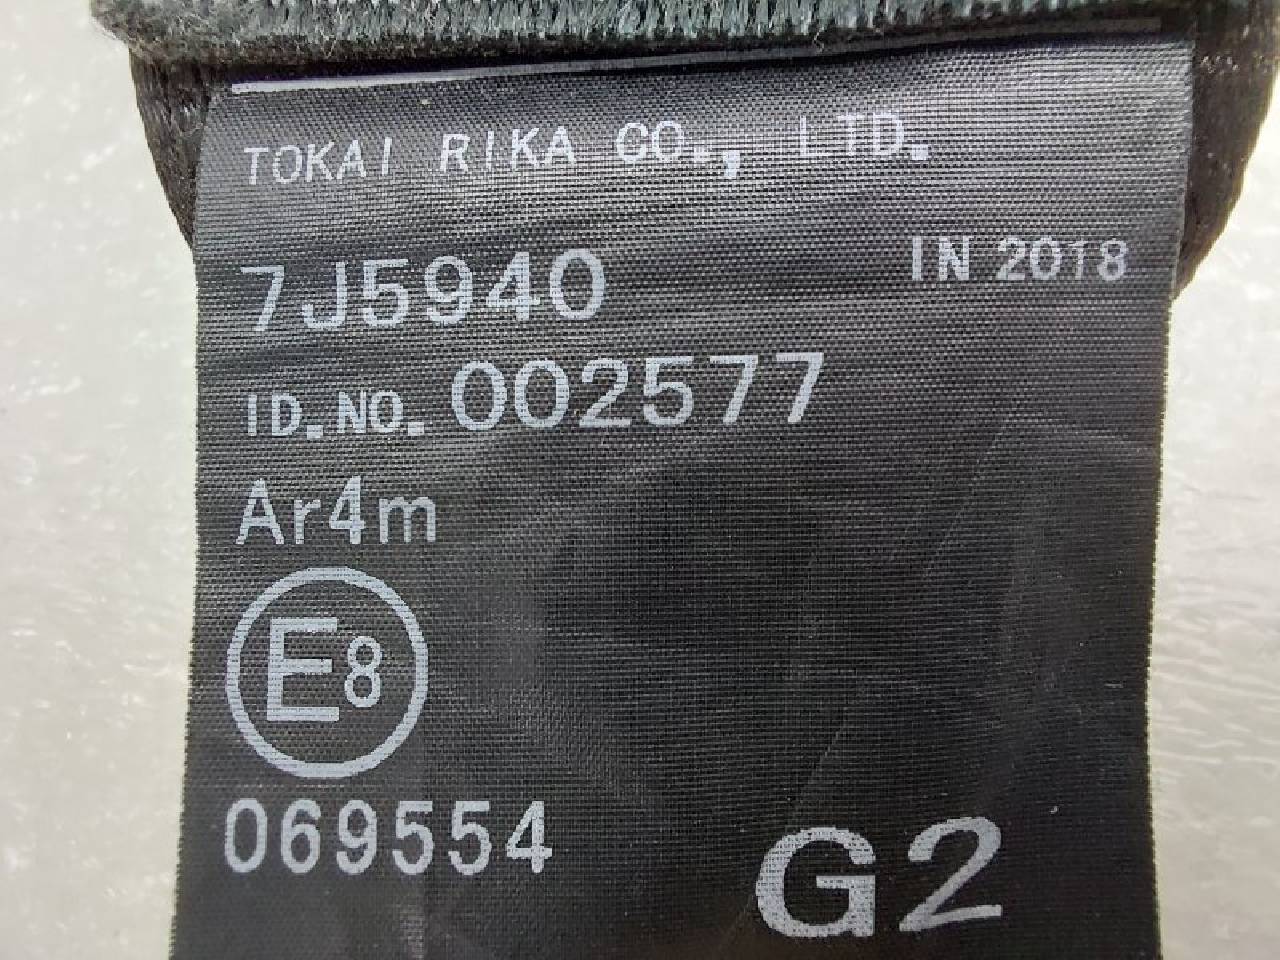 TOKAI RIKA CO., LTD.
IN 2018
7J5940
ID.NO. 002577
Ar4m
E8
069554
G2